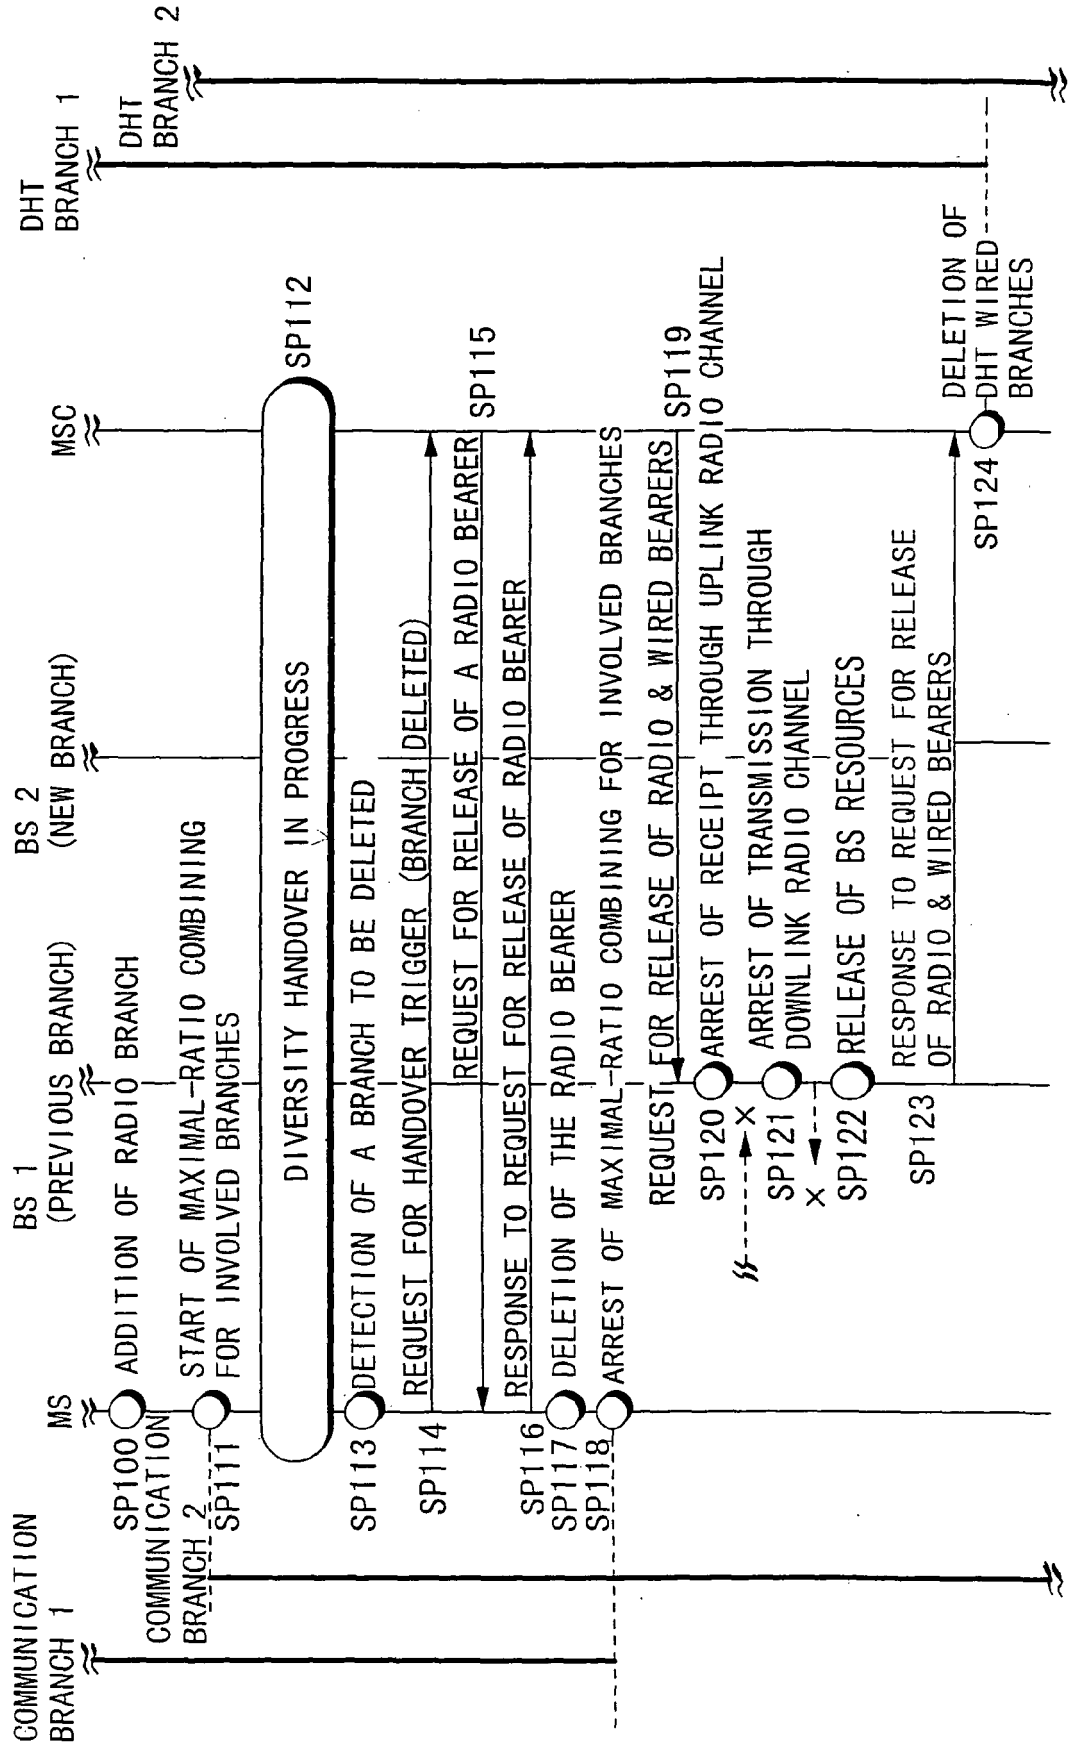 COMMUNICATION
BRANCH 1
MS
BS 1
(PREVIOUS BRANCH)
BS 2
(NEW BRANCH)
MSC
DHT
BRANCH 1
DHT
BRANCH 2
SP100
ADDITION OF RADIO BRANCH
COMMUNICATION
BRANCH 2
SP111
START OF MAXIMAL-RATIO COMBINING
FOR INVOLVED BRANCHES
DIVERSITY HANDOVER IN PROGRESS
SP112
SP113
DETECTION OF A BRANCH TO BE DELETED
SP114
REQUEST FOR HANDOVER TRIGGER (BRANCH DELETED)
REQUEST FOR RELEASE OF A RADIO BEARER
SP115
SP116
RESPONSE TO REQUEST FOR RELEASE OF RADIO BEARER
SP117
DELETION OF THE RADIO BEARER
SP118
ARREST OF MAXIMAL-RATIO COMBINING FOR INVOLVED BRANCHES
REQUEST FOR RELEASE OF RADIO & WIRED BEARERS
SP119
SP120
ARREST OF RECEIPT THROUGH UPLINK RADIO CHANNEL
X
SP121
ARREST OF TRANSMISSION THROUGH
DOWNLINK RADIO CHANNEL
X
SP122
RELEASE OF BS RESOURCES
SP123
RESPONSE TO REQUEST FOR RELEASE
OF RADIO & WIRED BEARERS
SP124
DELETION OF
DHT WIRED
BRANCHES